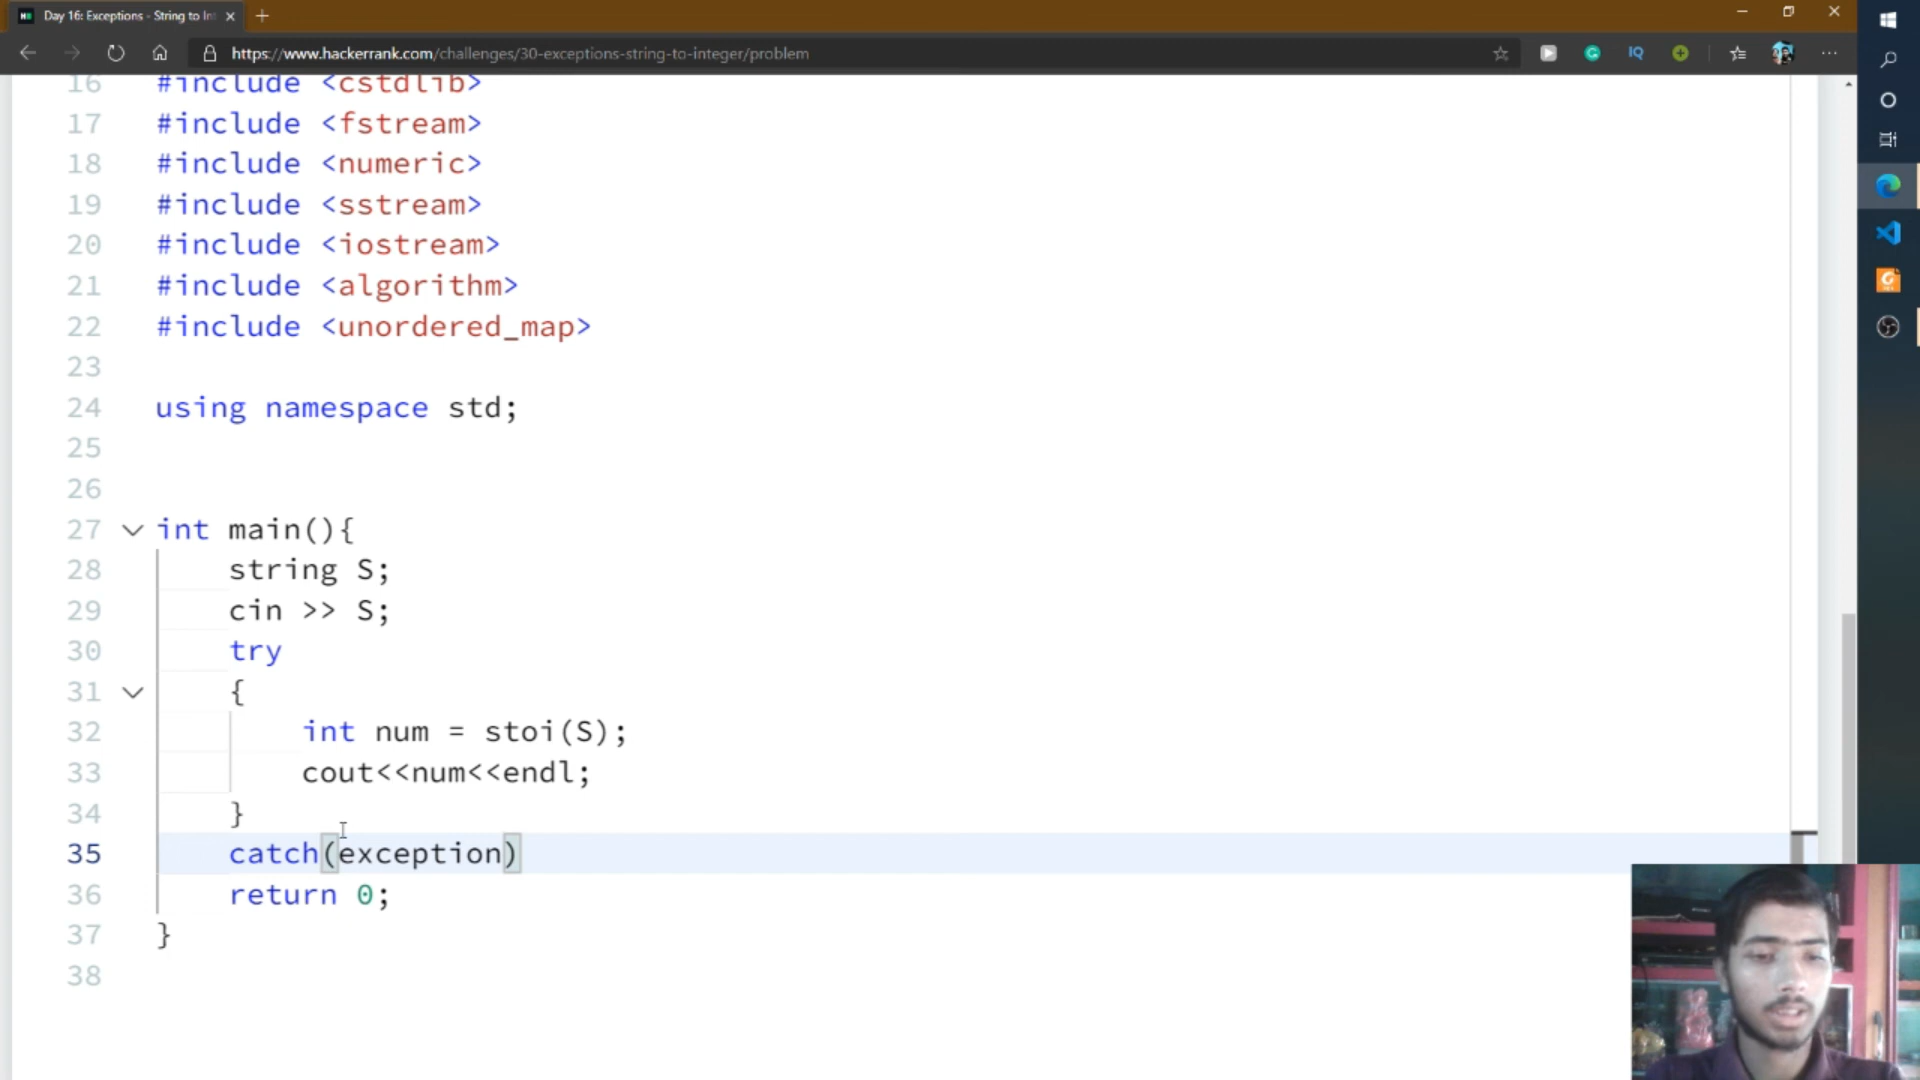 Day 16: Exceptions - String to In
https://www.hackerrank.com/challenges/30-exceptions-string-to-integer/problem
IQ
16 #include <cstdlib>
17 #include <fstream>
18 #include <numeric>
19 #include <sstream>
20 #include <iostream>
21 #include <algorithm>
22 #include <unordered_map>
23
24 using namespace std;
25
26
27 int main(){
28 string S;
29 cin >> S;
30 try
31 {
32 int num = stoi(S);
33 cout<<num<<endl;
34 }
35 catch(exception)
36 return 0;
37 }
38